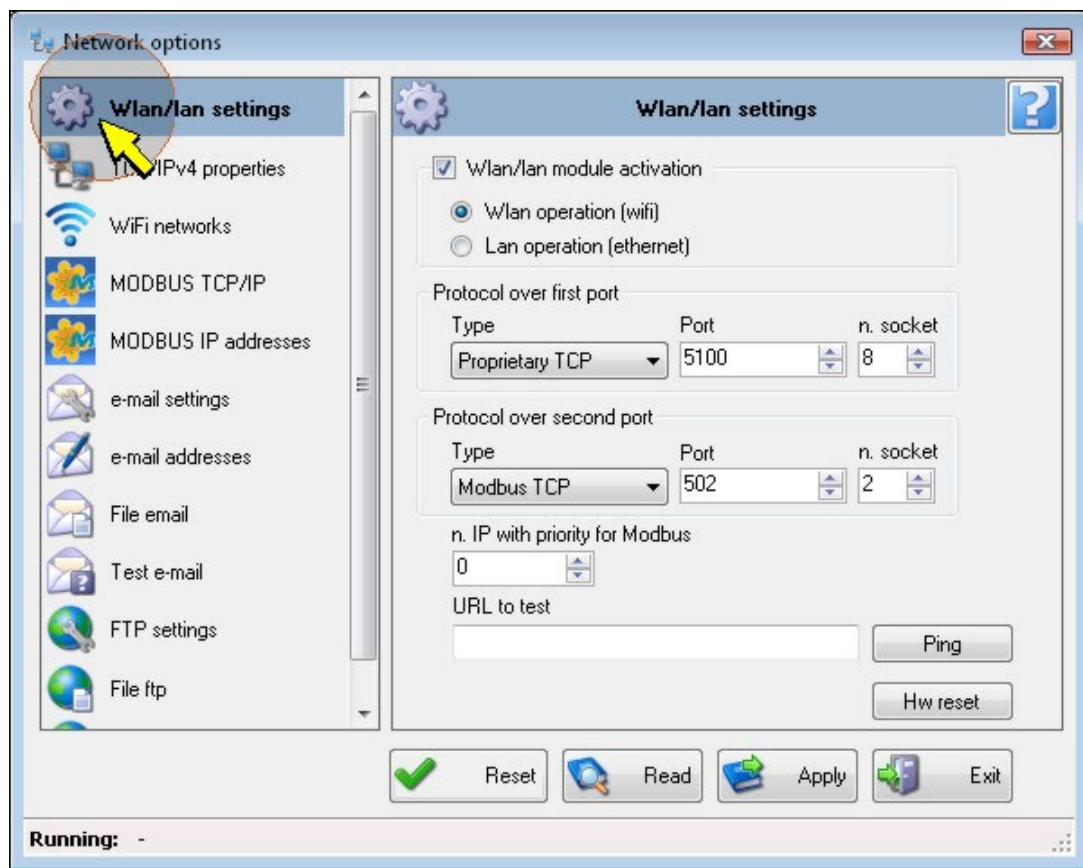 Network options
Wlan/lan settings
TCP/IPv4 properties
WiFi networks
MODBUS TCP/IP
MODBUS IP addresses
e-mail settings
e-mail addresses
File email
Test e-mail
FTP settings
File ftp
Wlan/lan settings
Wlan/lan module activation
Wlan operation (wifi)
Lan operation (ethernet)
Protocol over first port
Type Port n. socket
Proprietary TCP 5100 8
Protocol over second port
Type Port n. socket
Modbus TCP 502 2
n. IP with priority for Modbus
0
URL to test
Ping
Hw reset
Reset Read Apply Exit
Running: -